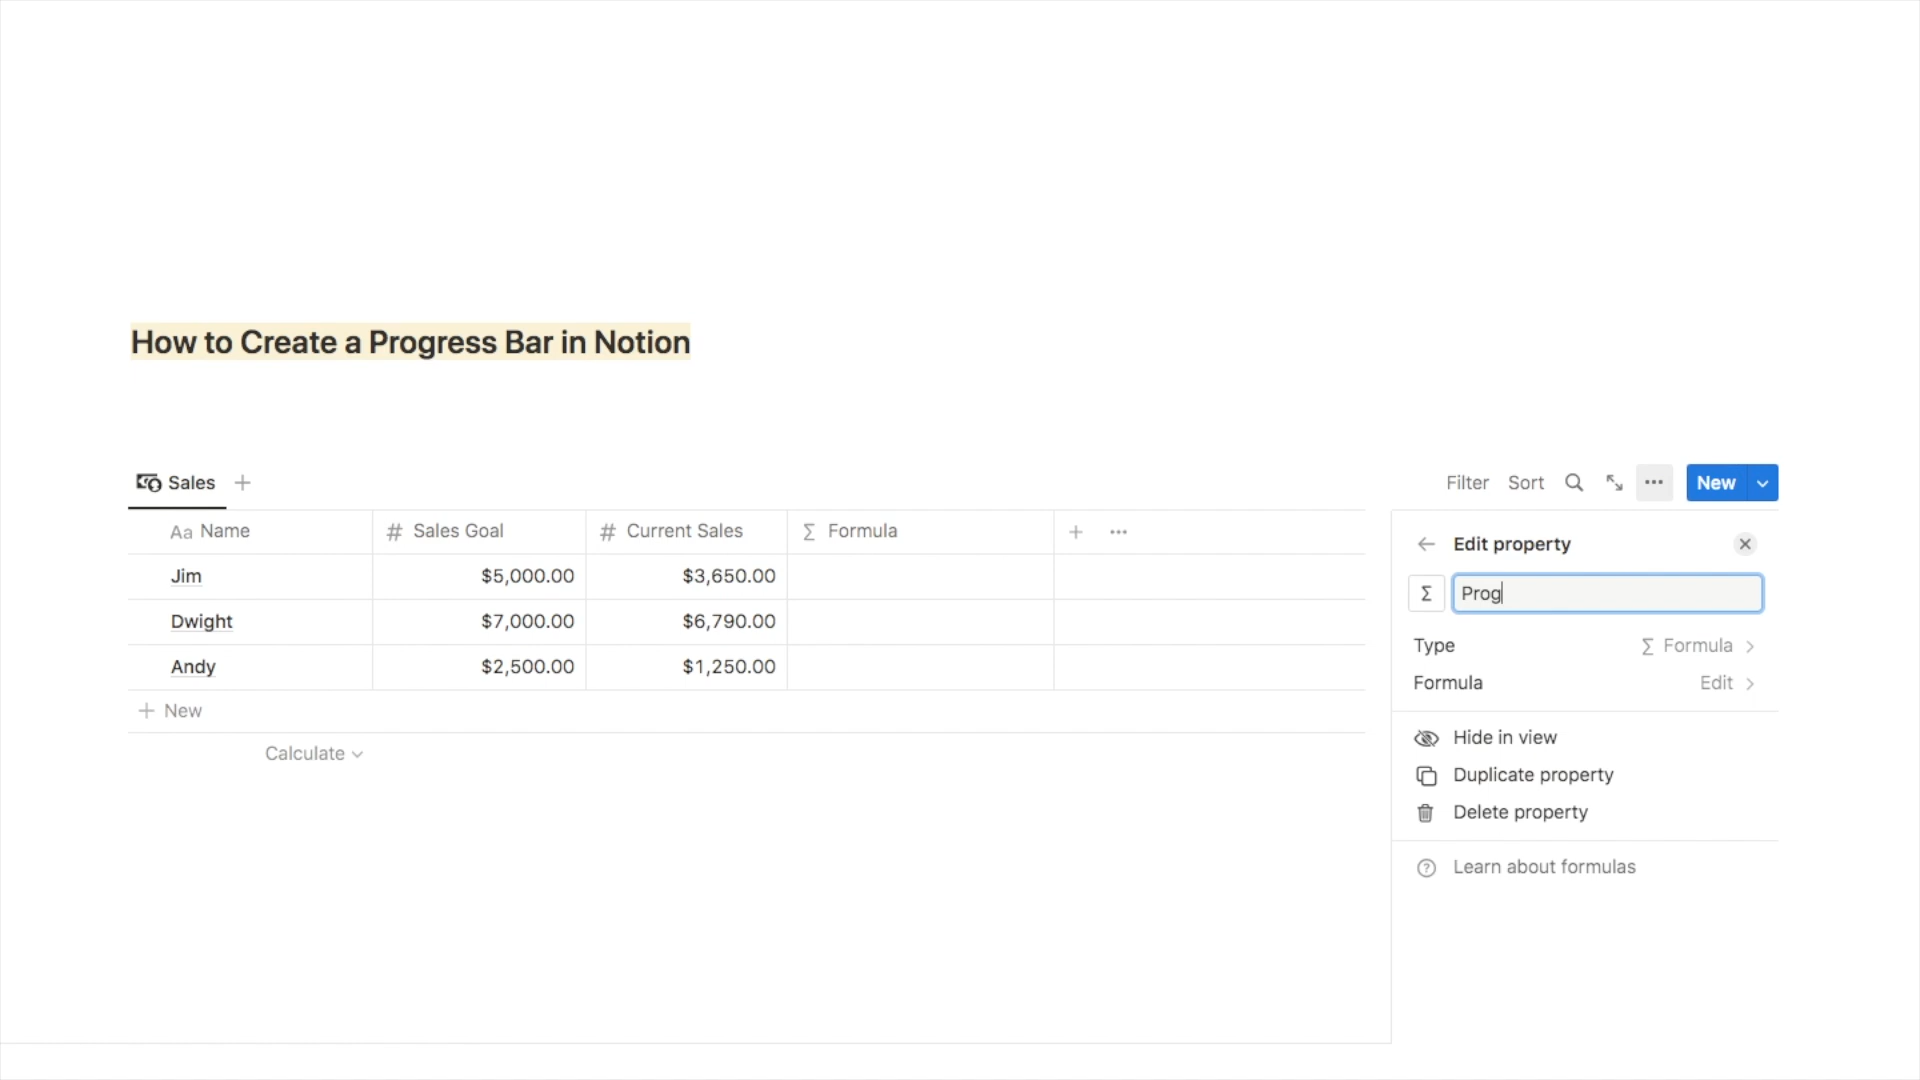 How to Create a Progress Bar in Notion
Sales
Filter Sort New
Aa Name # Sales Goal # Current Sales Σ Formula
Edit property
Jim $5,000.00 $3,650.00
Σ Prog
Dwight $7,000.00 $6,790.00
Type Σ Formula
Andy $2,500.00 $1,250.00
Formula Edit
New
Hide in view
Calculate
Duplicate property
Delete property
Learn about formulas